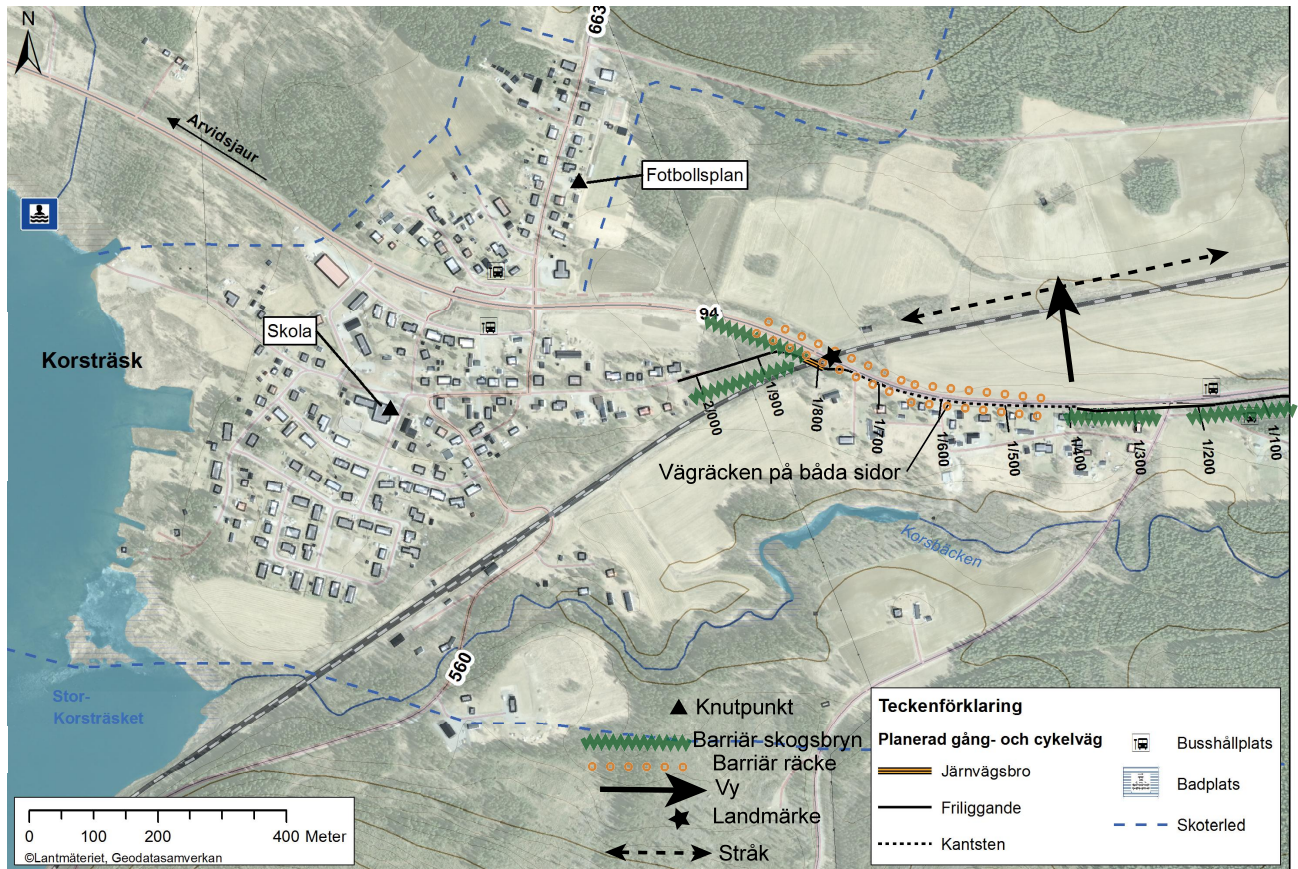 N
663
Arvidsjaur
Fotbollsplan
Skola
94
Korsträsk
2/000
1/900
1/800
1/700
1/600
1/500
1/400
1/300
1/200
1/100
Vägräcken på båda sidor
Korsbäcken
560
Stor-
Korsträsket
Knutpunkt
Barriär skogsbryn
Barriär räcke
Vy
Landmärke
Stråk
Teckenförklaring
Planerad gång- och cykelväg
Järnvägsbro
Friliggande
Kantsten
Busshållplats
Badplats
Skoterled
0 100 200 400 Meter
©Lantmäteriet, Geodatasamverkan